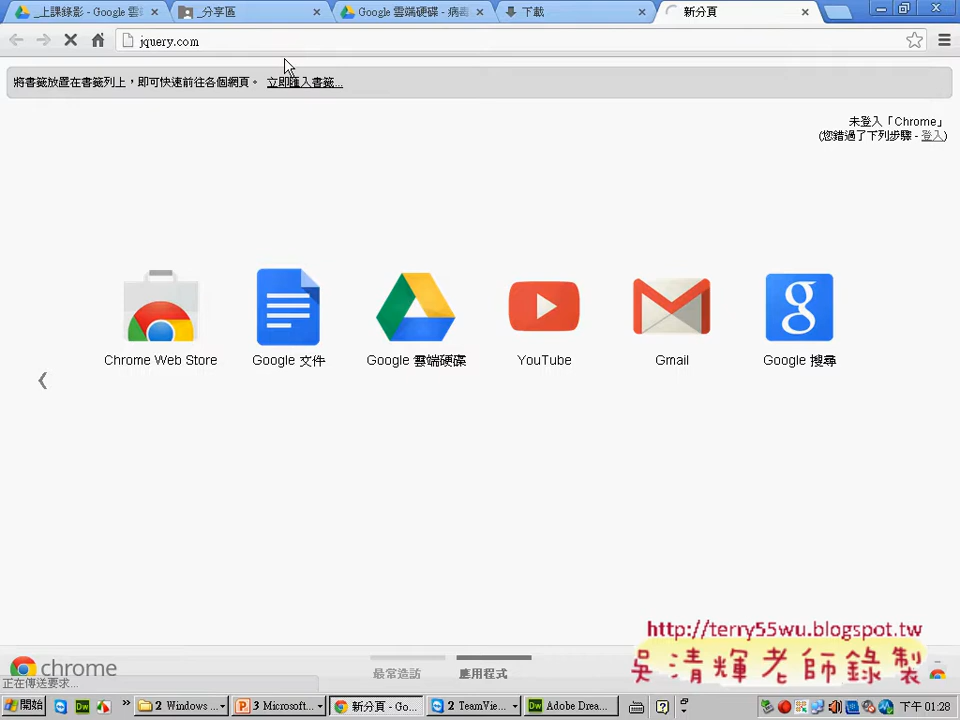 _上課錄影 - Google 雲
_分享區
Google 雲端硬碟 - 病毒
下載
新分頁
jquery.com
將書籤放置在書籤列上，即可快速前往各個網頁。 立即匯入書籤...
未登入「Chrome」
(您錯過了下列步驟 - 登入)
Chrome Web Store
Google 文件
Google 雲端硬碟
YouTube
Gmail
Google 搜尋
http://terry55wu.blogspot.tw
吳清輝老師錄製
chrome
最常造訪
應用程式
正在傳送要求...
開始
2 Windows ...
3 Microsoft...
新分頁 - Go...
2 TeamVie...
Adobe Drea...
下午 01:28